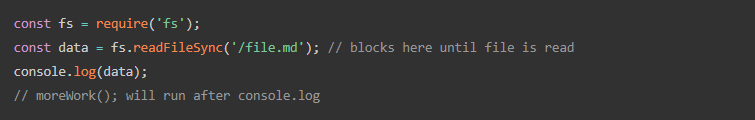 const fs = require('fs');
const data = fs.readFileSync('/file.md'); // blocks here until file is read
console.log(data);
// moreWork(); will run after console.log